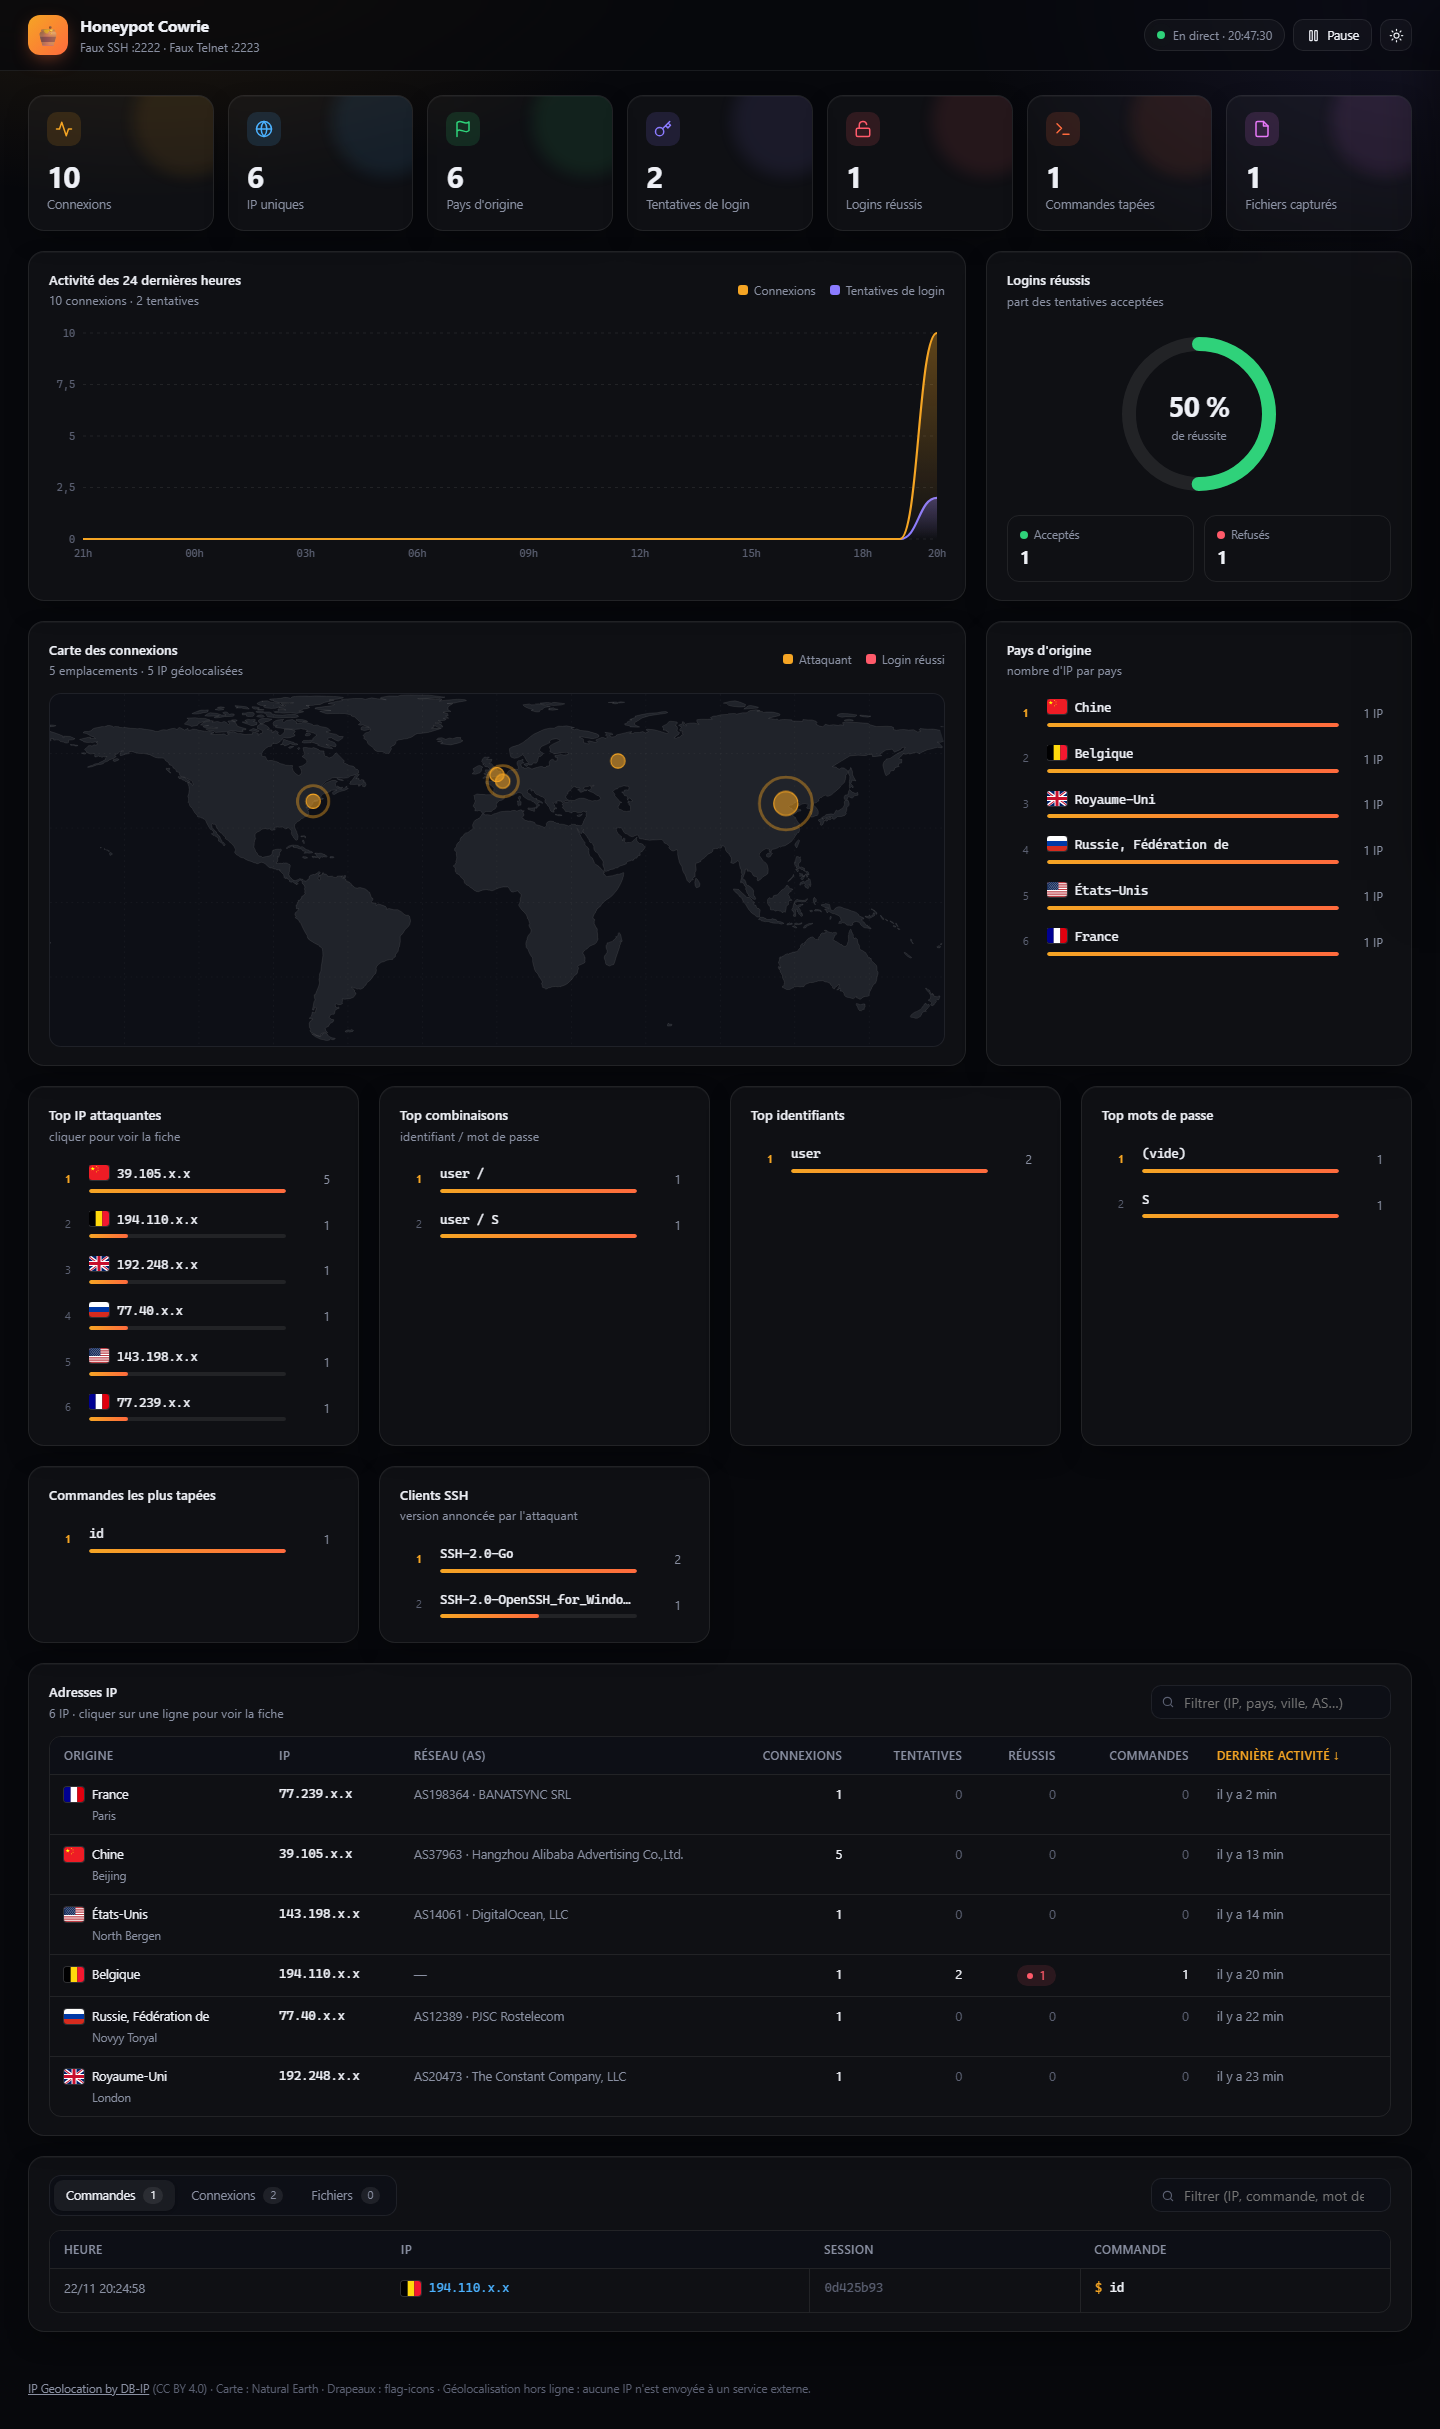 Honeypot Cowrie
Faux SSH :2222 · Faux Telnet :2223
En direct · 20:47:30
Pause
10
Connexions
6
IP uniques
6
Pays d'origine
2
Tentatives de login
1
Logins réussis
1
Commandes tapées
1
Fichiers capturés
Activité des 24 dernières heures
10 connexions · 2 tentatives
Connexions
Tentatives de login
10
7,5
5
2,5
0
21h
00h
03h
06h
09h
12h
15h
18h
20h
Logins réussis
part des tentatives acceptées
50 %
de réussite
Acceptés
1
Refusés
1
Carte des connexions
5 emplacements · 5 IP géolocalisées
Attaquant
Login réussi
Pays d'origine
nombre d'IP par pays
1 Chine 1 IP
2 Belgique 1 IP
3 Royaume-Uni 1 IP
4 Russie, Fédération de 1 IP
5 États-Unis 1 IP
6 France 1 IP
Top IP attaquantes
cliquer pour voir la fiche
1 39.105.x.x 5
2 194.110.x.x 1
3 192.248.x.x 1
4 77.40.x.x 1
5 143.198.x.x 1
6 77.239.x.x 1
Top combinaisons
identifiant / mot de passe
1 user / 1
2 user / S 1
Top identifiants
1 user 2
Top mots de passe
1 (vide) 1
2 S 1
Commandes les plus tapées
1 id 1
Clients SSH
version annoncée par l'attaquant
1 SSH-2.0-Go 2
2 SSH-2.0-OpenSSH_for_Windo… 1
Adresses IP
6 IP · cliquer sur une ligne pour voir la fiche
Filtrer (IP, pays, ville, AS…)
ORIGINE IP RÉSEAU (AS) CONNEXIONS TENTATIVES RÉUSSIS COMMANDES DERNIÈRE ACTIVITÉ ↓
France 77.239.x.x AS198364 · BANATSYNC SRL 1 0 0 0 il y a 2 min
Paris
Chine 39.105.x.x AS37963 · Hangzhou Alibaba Advertising Co.,Ltd. 5 0 0 0 il y a 13 min
Beijing
États-Unis 143.198.x.x AS14061 · DigitalOcean, LLC 1 0 0 0 il y a 14 min
North Bergen
Belgique 194.110.x.x — 1 2 1 1 il y a 20 min
Russie, Fédération de 77.40.x.x AS12389 · PJSC Rostelecom 1 0 0 0 il y a 22 min
Novyy Toryal
Royaume-Uni 192.248.x.x AS20473 · The Constant Company, LLC 1 0 0 0 il y a 23 min
London
Commandes 1 Connexions 2 Fichiers 0
Filtrer (IP, commande, mot de
HEURE IP SESSION COMMANDE
22/11 20:24:58 194.110.x.x 0d425b93 $ id
IP Geolocation by DB-IP (CC BY 4.0) · Carte : Natural Earth · Drapeaux : flag-icons · Géolocalisation hors ligne : aucune IP n'est envoyée à un service externe.